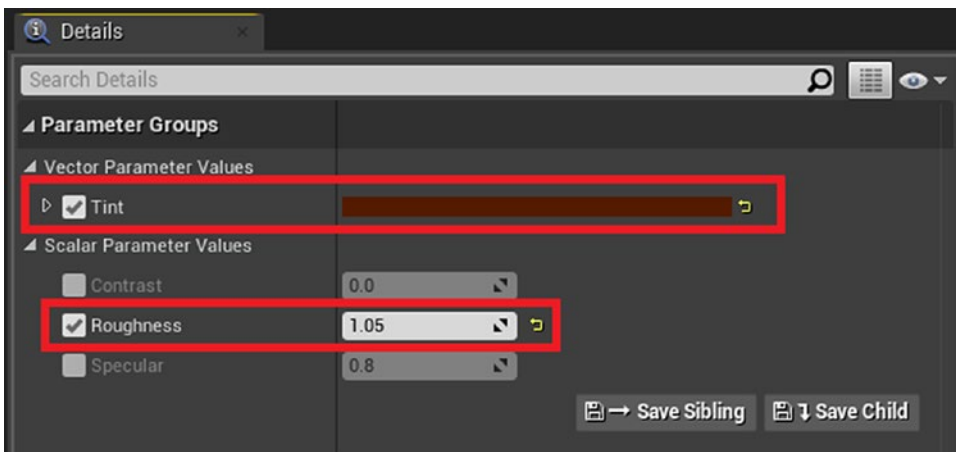 Details
Search Details
Parameter Groups
Vector Parameter Values
Tint
Scalar Parameter Values
Contrast 0.0
Roughness 1.05
Specular 0.8
Save Sibling Save Child